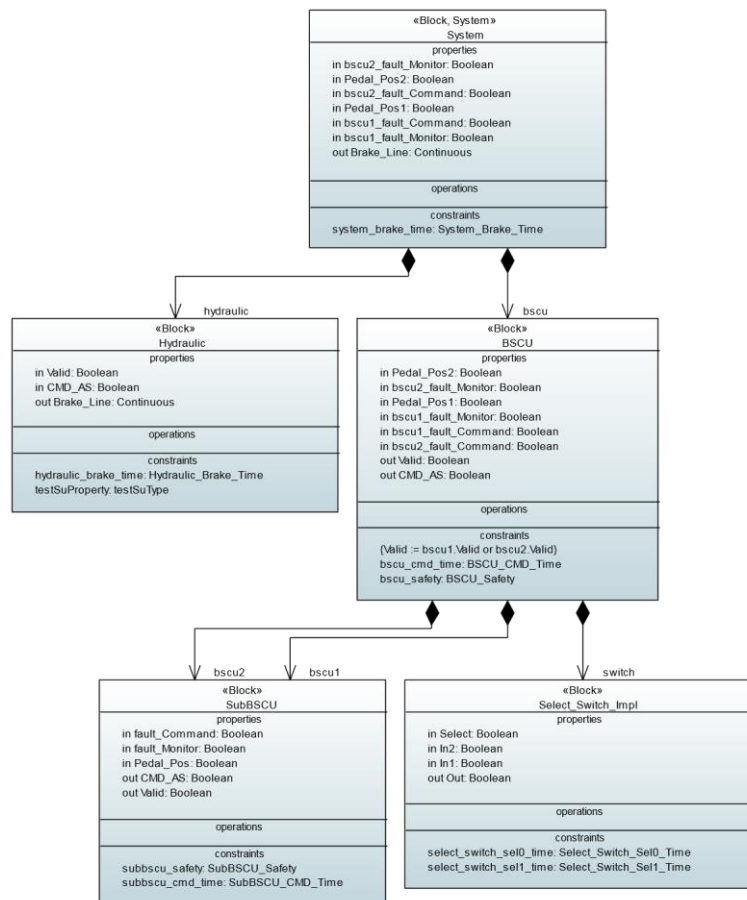 «Block, System»
System
properties
in bscu2_fault_Monitor: Boolean
in Pedal_Pos2: Boolean
in bscu2_fault_Command: Boolean
in Pedal_Pos1: Boolean
in bscu1_fault_Command: Boolean
in bscu1_fault_Monitor: Boolean
out Brake_Line: Continuous
operations
constraints
system_brake_time: System_Brake_Time
hydraulic
«Block»
Hydraulic
properties
in Valid: Boolean
in CMD_AS: Boolean
out Brake_Line: Continuous
operations
constraints
hydraulic_brake_time: Hydraulic_Brake_Time
testSuProperty: testSuType
bscu
«Block»
BSCU
properties
in Pedal_Pos2: Boolean
in bscu2_fault_Monitor: Boolean
in Pedal_Pos1: Boolean
in bscu1_fault_Monitor: Boolean
in bscu1_fault_Command: Boolean
in bscu2_fault_Command: Boolean
out Valid: Boolean
out CMD_AS: Boolean
operations
constraints
{Valid := bscu1.Valid or bscu2.Valid}
bscu_cmd_time: BSCU_CMD_Time
bscu_safety: BSCU_Safety
bscu2
bscu1
«Block»
SubBSCU
properties
in fault_Command: Boolean
in fault_Monitor: Boolean
in Pedal_Pos: Boolean
out CMD_AS: Boolean
out Valid: Boolean
operations
constraints
subbscu_safety: SubBSCU_Safety
subbscu_cmd_time: SubBSCU_CMD_Time
switch
«Block»
Select_Switch_Impl
properties
in Select: Boolean
in In2: Boolean
in In1: Boolean
out Out: Boolean
operations
constraints
select_switch_sel0_time: Select_Switch_Sel0_Time
select_switch_sel1_time: Select_Switch_Sel1_Time